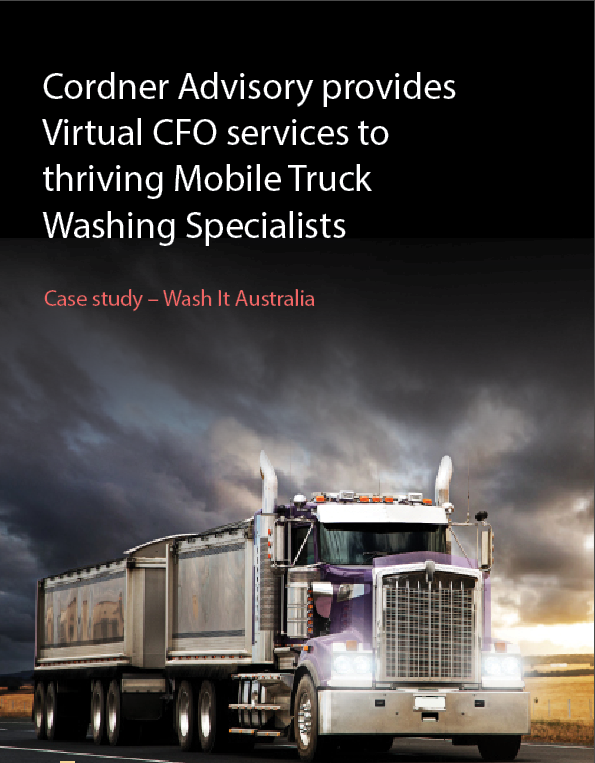 Cordner Advisory provides
Virtual CFO services to
thriving Mobile Truck
Washing Specialists
Case study – Wash It Australia